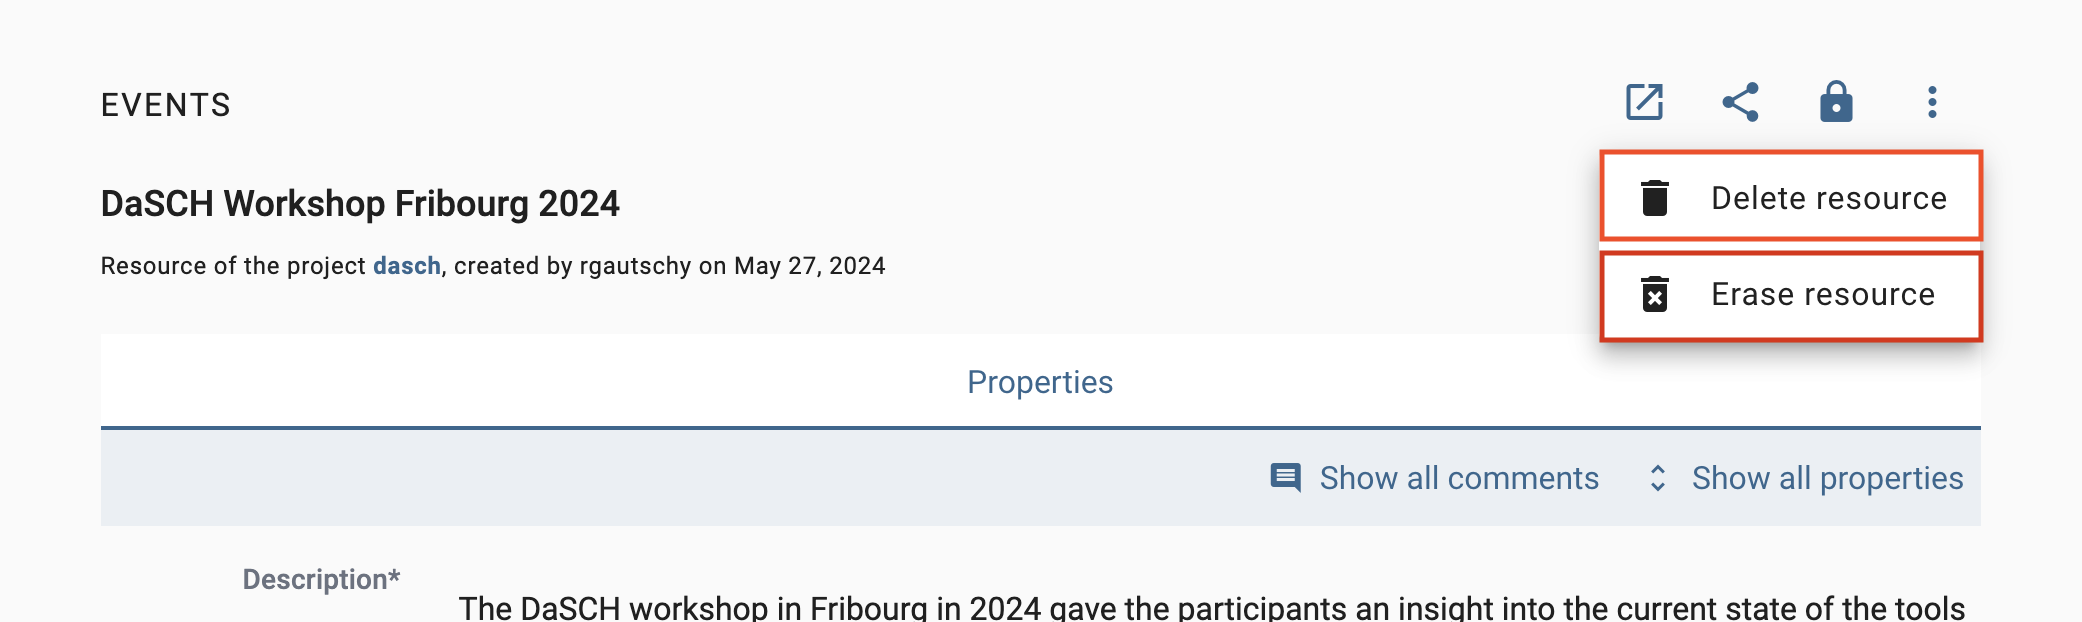 EVENTS
DaSCH Workshop Fribourg 2024
Resource of the project dasch, created by rgautschy on May 27, 2024
Delete resource
Erase resource
Properties
Show all comments
Show all properties
Description*
The DaSCH workshop in Fribourg in 2024 gave the participants an insight into the current state of the tools